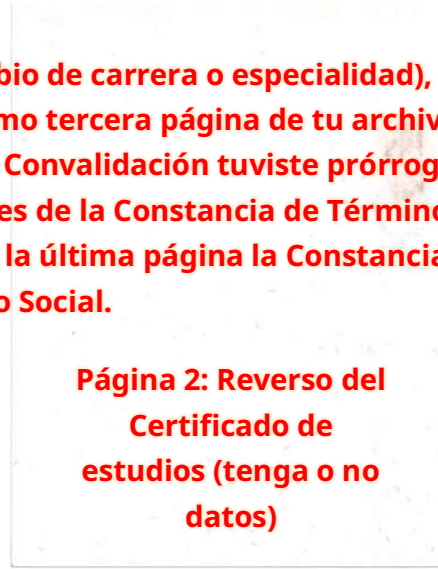 bio de carrera o especialidad),
mo tercera página de tu archiv
Convalidación tuviste prórrog
es de la Constancia de Término
la última página la Constancia
o Social.
Página 2: Reverso del
Certificado de
estudios (tenga o no
datos)